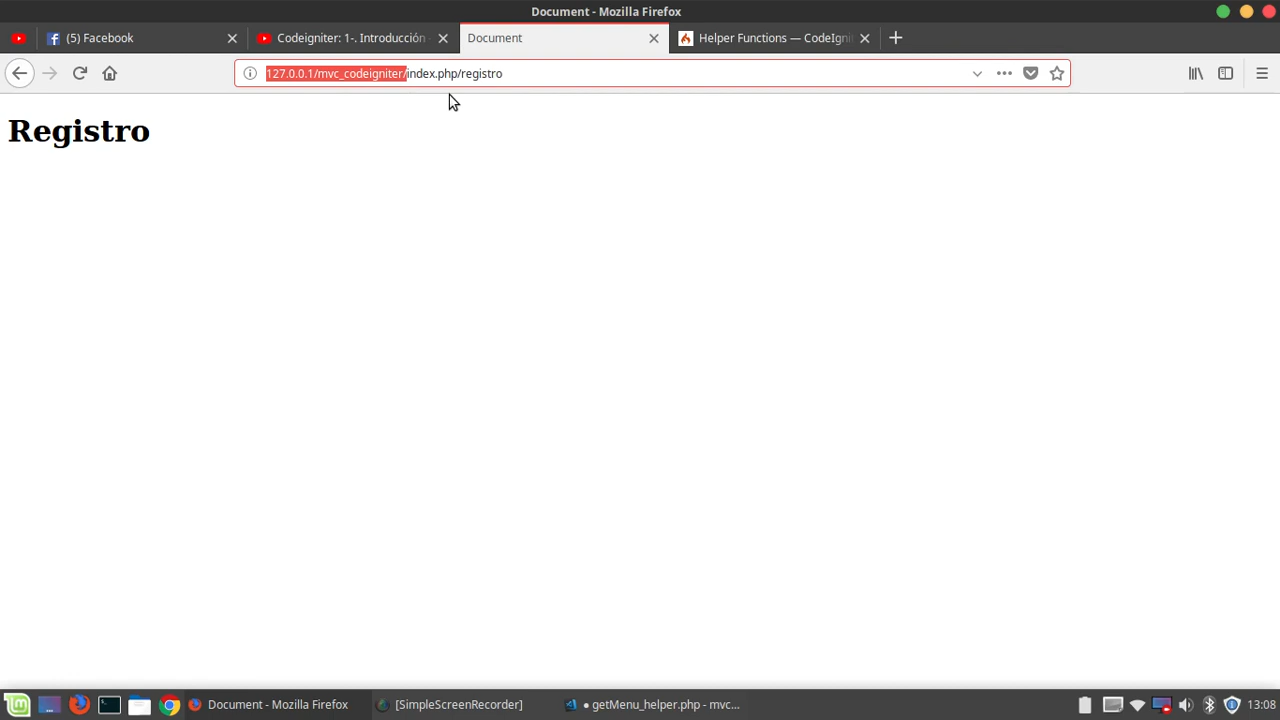 Document - Mozilla Firefox
(5) Facebook
Codeigniter: 1-. Introducción
Document
Helper Functions — CodeIgni
127.0.0.1/mvc_codeigniter/index.php/registro
Registro
Document - Mozilla Firefox
[SimpleScreenRecorder]
● getMenu_helper.php - mvc...
13:08